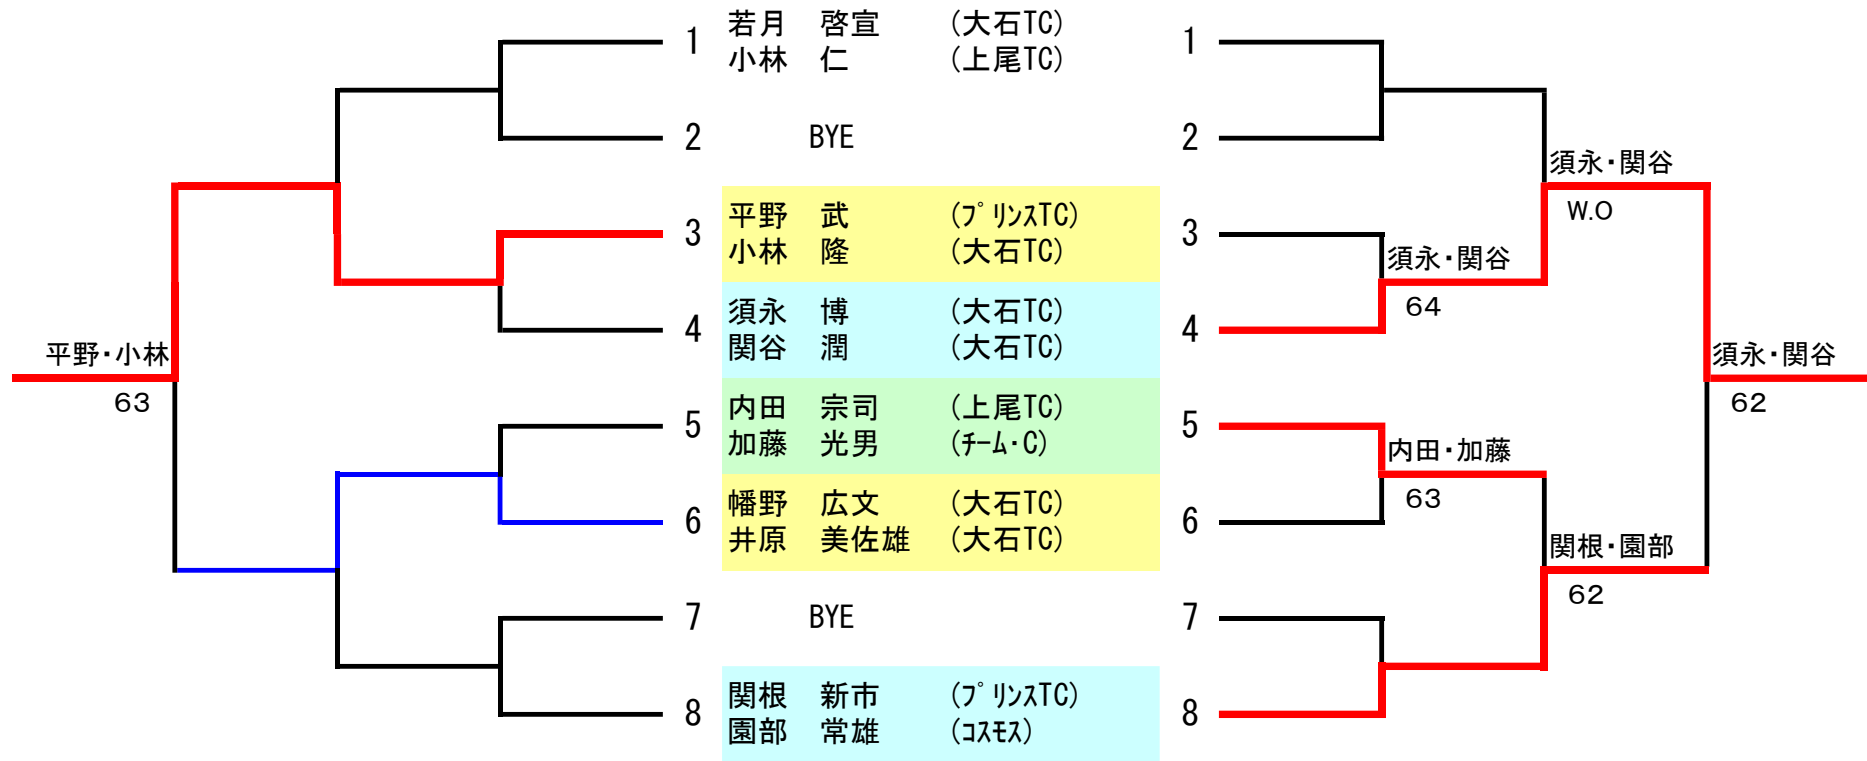 1 若月 啓宣 (大石TC) 1
小林 仁 (上尾TC)
2 BYE 2
須永・関谷
W.O
3 平野 武 (プリンスTC) 3
小林 隆 (大石TC)
須永・関谷
64
4 須永 博 (大石TC) 4
関谷 潤 (大石TC)
平野・小林
63
須永・関谷
62
5 内田 宗司 (上尾TC) 5
加藤 光男 (チーム・C)
内田・加藤
63
6 幡野 広文 (大石TC) 6
井原 美佐雄 (大石TC)
関根・園部
62
7 BYE 7
8 関根 新市 (プリンスTC) 8
園部 常雄 (コスモス)